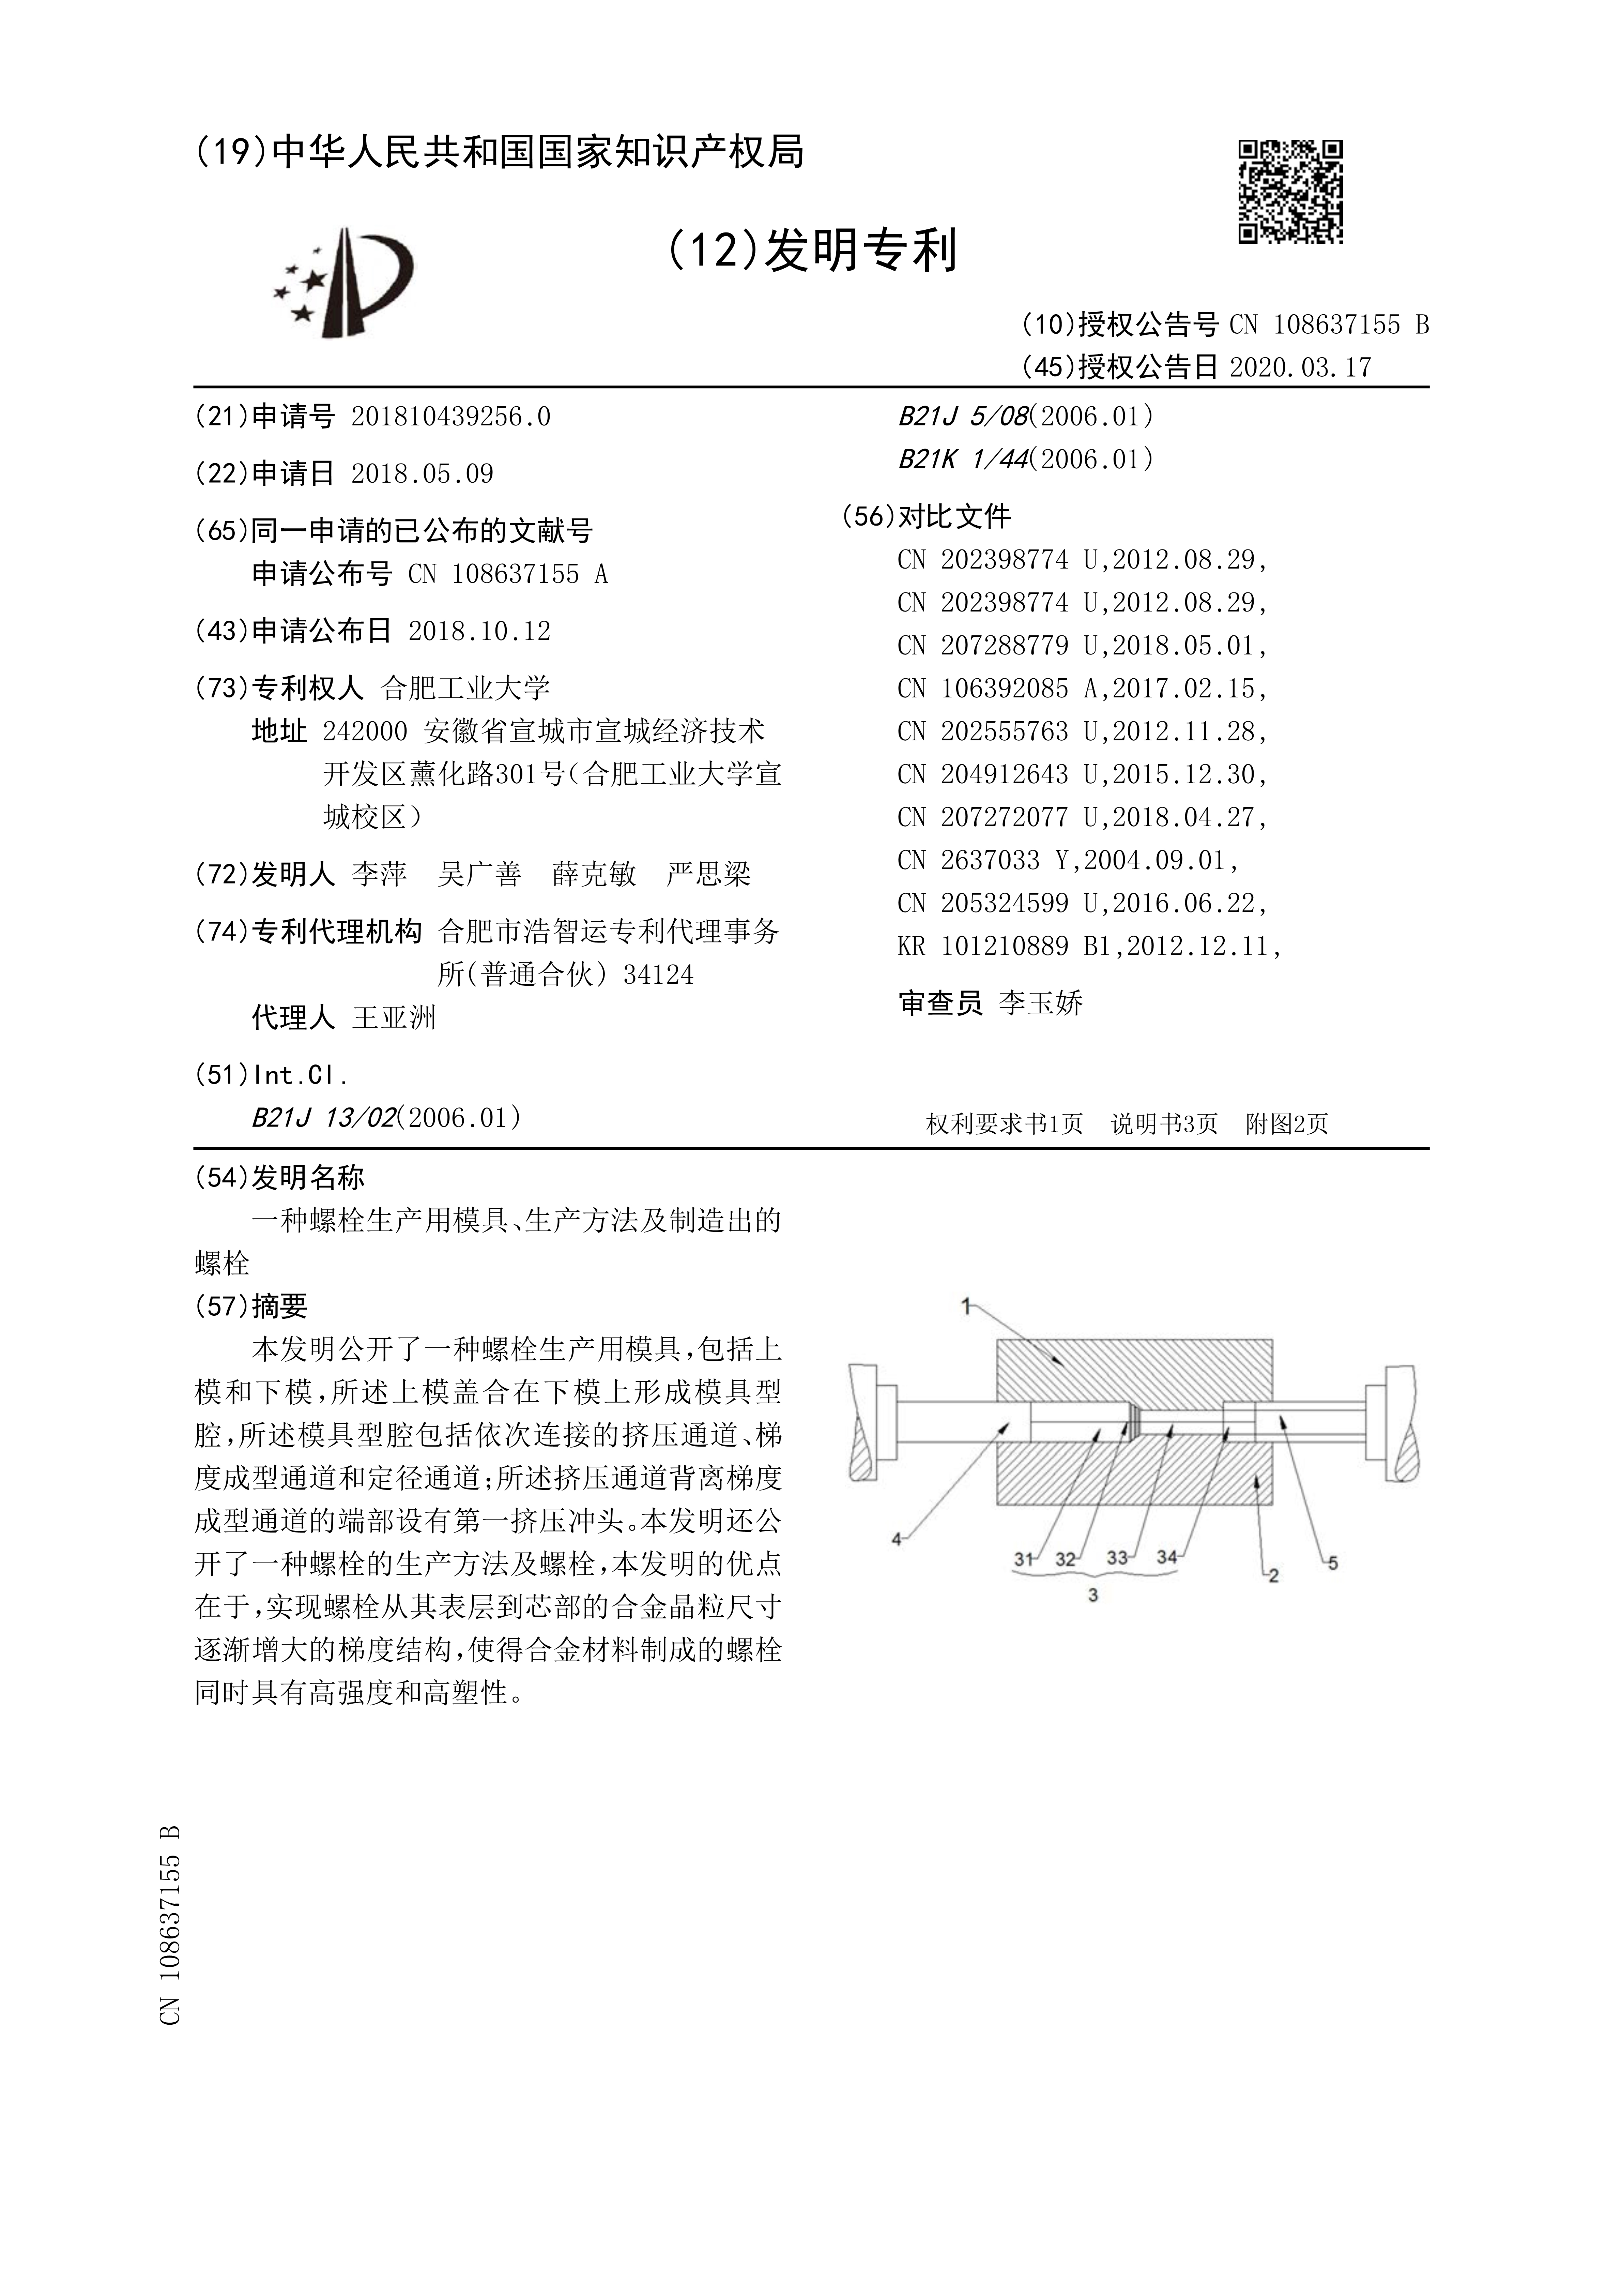 (19)中华人民共和国国家知识产权局
(12)发明专利
(10)授权公告号 CN 108637155 B
(45)授权公告日 2020.03.17
(21)申请号 201810439256.0
(22)申请日 2018.05.09
(65)同一申请的已公布的文献号
申请公布号 CN 108637155 A
(43)申请公布日 2018.10.12
(73)专利权人 合肥工业大学
地址 242000 安徽省宣城市宣城经济技术
开发区薰化路301号(合肥工业大学宣
城校区)
(72)发明人 李萍 吴广善 薛克敏 严思梁
(74)专利代理机构 合肥市浩智运专利代理事务
所(普通合伙) 34124
代理人 王亚洲
(51)Int.Cl.
B21J 13/02(2006.01)
B21J 5/08(2006.01)
B21K 1/44(2006.01)
(56)对比文件
CN 202398774 U,2012.08.29,
CN 202398774 U,2012.08.29,
CN 207288779 U,2018.05.01,
CN 106392085 A,2017.02.15,
CN 202555763 U,2012.11.28,
CN 204912643 U,2015.12.30,
CN 207272077 U,2018.04.27,
CN 2637033 Y,2004.09.01,
CN 205324599 U,2016.06.22,
KR 101210889 B1,2012.12.11,
审查员 李玉娇
权利要求书1页 说明书3页 附图2页
(54)发明名称
一种螺栓生产用模具、生产方法及制造出的
螺栓
(57)摘要
本发明公开了一种螺栓生产用模具,包括上
模和下模,所述上模盖合在下模上形成模具型
腔,所述模具型腔包括依次连接的挤压通道、梯
度成型通道和定径通道;所述挤压通道背离梯度
成型通道的端部设有第一挤压冲头。本发明还公
开了一种螺栓的生产方法及螺栓,本发明的优点
在于,实现螺栓从其表层到芯部的合金晶粒尺寸
逐渐增大的梯度结构,使得合金材料制成的螺栓
同时具有高强度和高塑性。
1
4
31 32 33 34
3
2
5
CN 108637155 B